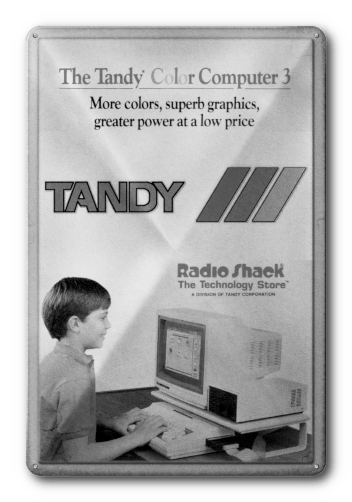 The Tandy® Color Computer 3
More colors, superb graphics,
greater power at a low price
TANDY
Radio Shack
The Technology Store™
A DIVISION OF TANDY CORPORATION